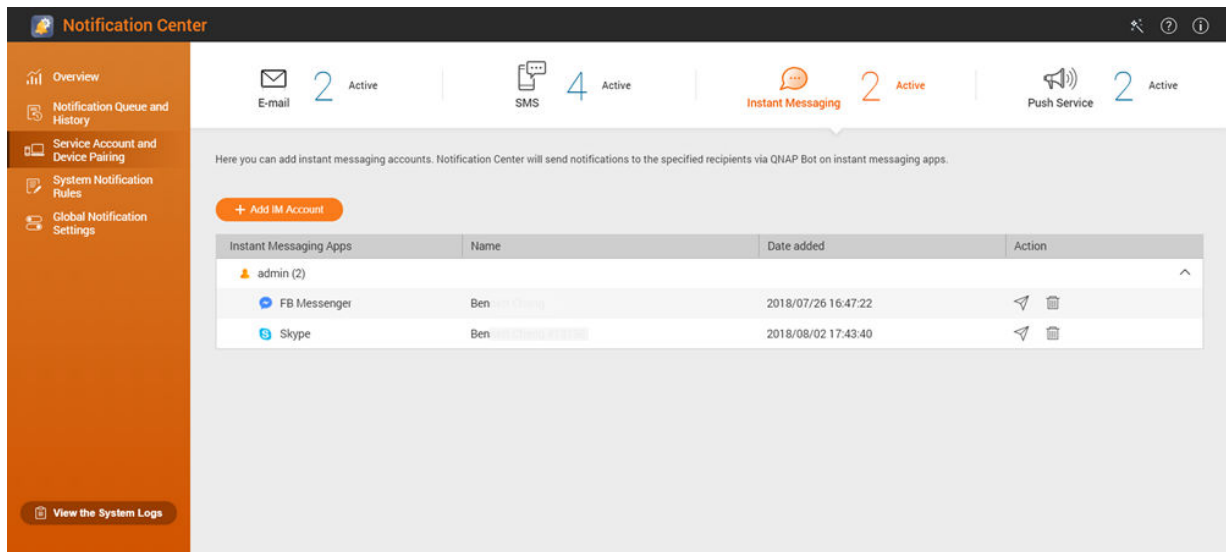 Notification Center
Overview
Notification Queue and
History
Service Account and
Device Pairing
System Notification
Rules
Global Notification
Settings
View the System Logs
E-mail 2 Active
SMS 4 Active
Instant Messaging 2 Active
Push Service 2 Active
Here you can add instant messaging accounts. Notification Center will send notifications to the specified recipients via QNAP Bot on instant messaging apps.
+ Add IM Account
Instant Messaging Apps Name Date added Action
admin (2)
FB Messenger Ben 2018/07/26 16:47:22
Skype Ben 2018/08/02 17:43:40